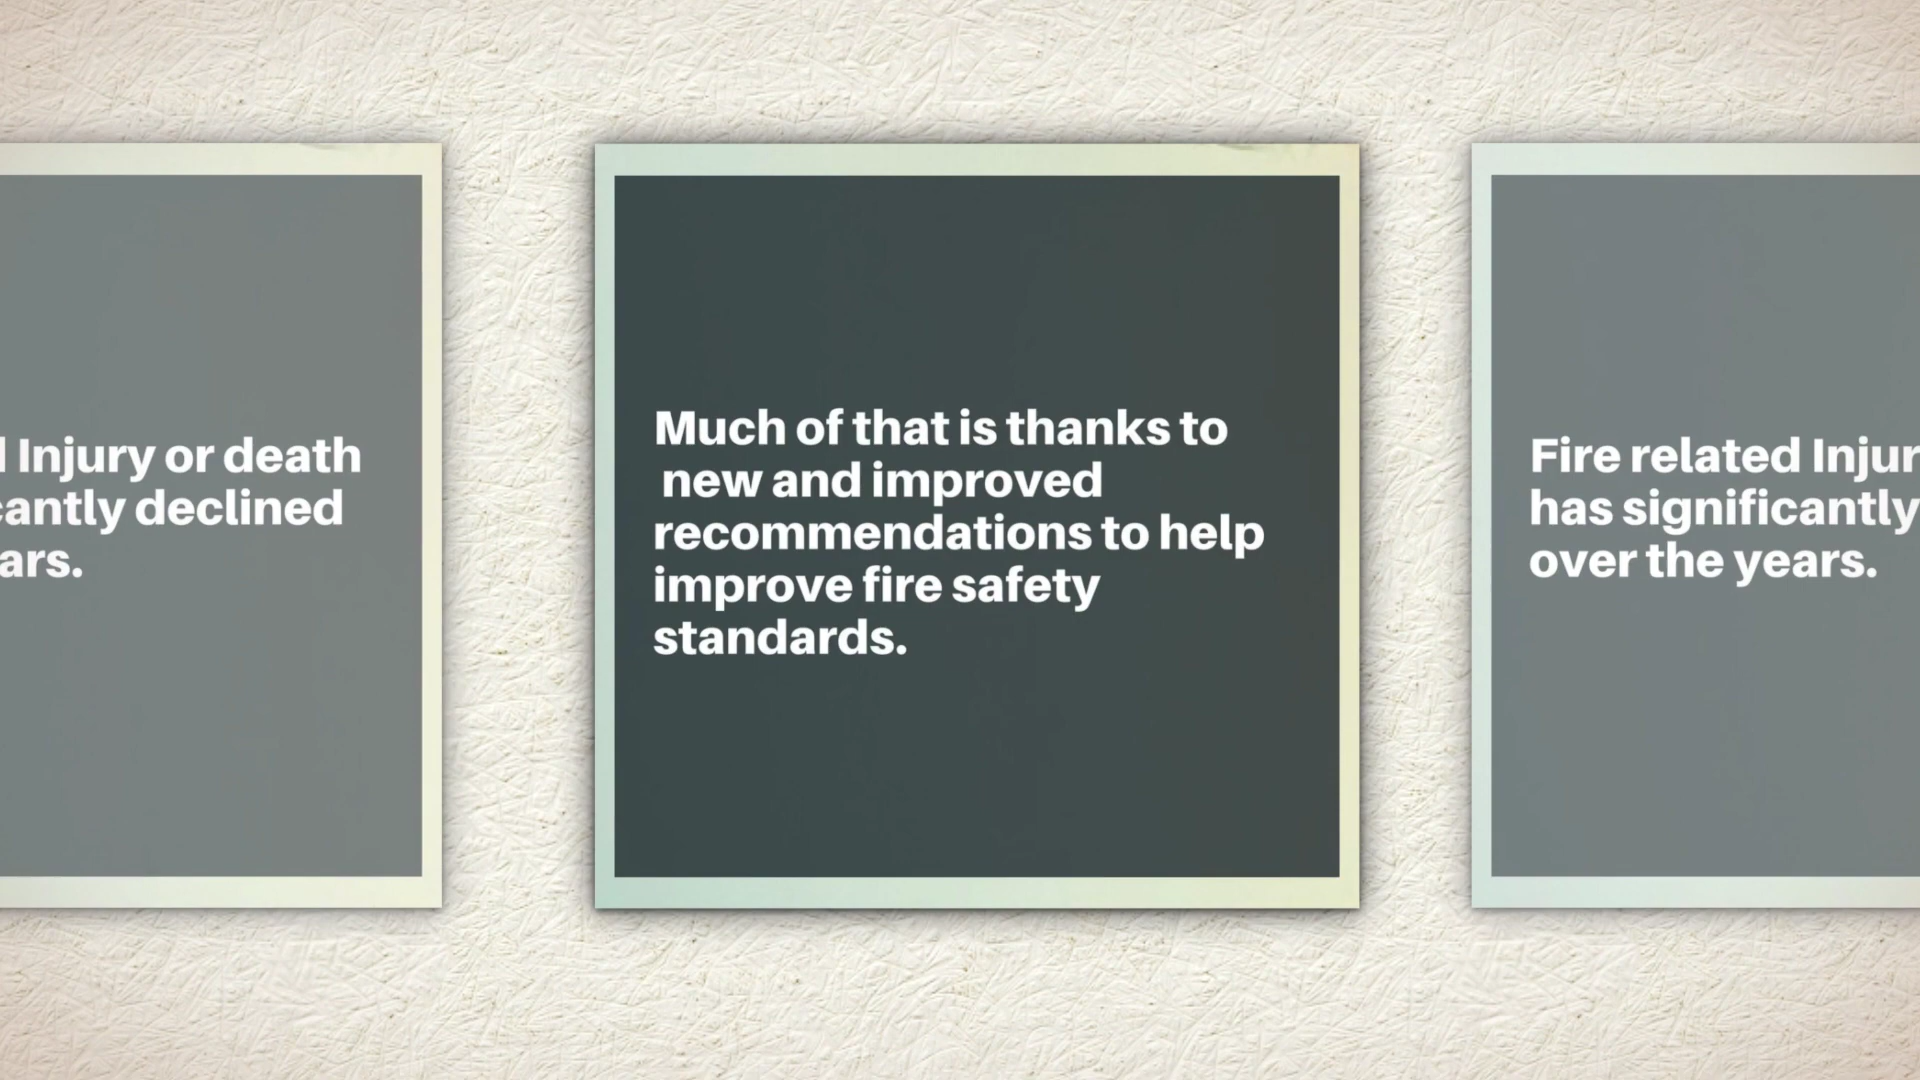 Injury or death
cantly declined
ars.
Much of that is thanks to
new and improved
recommendations to help
improve fire safety
standards.
Fire related Injur
has significantly
over the years.